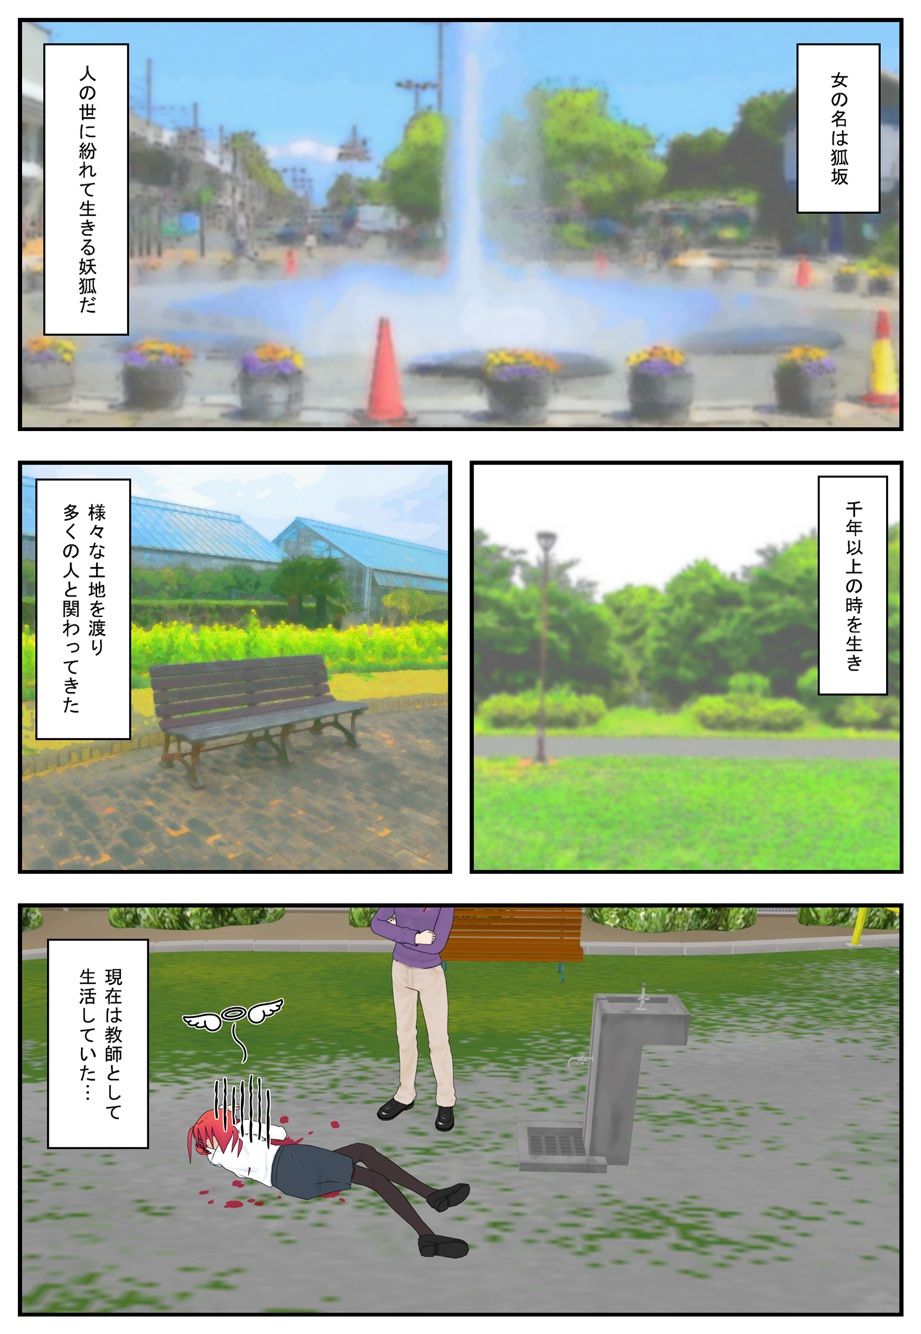 女の名は狐坂
人の世に紛れて生きる妖狐だ
千年以上の時を生き
様々な土地を渡り
多くの人と関わってきた
現在は教師として
生活していた…